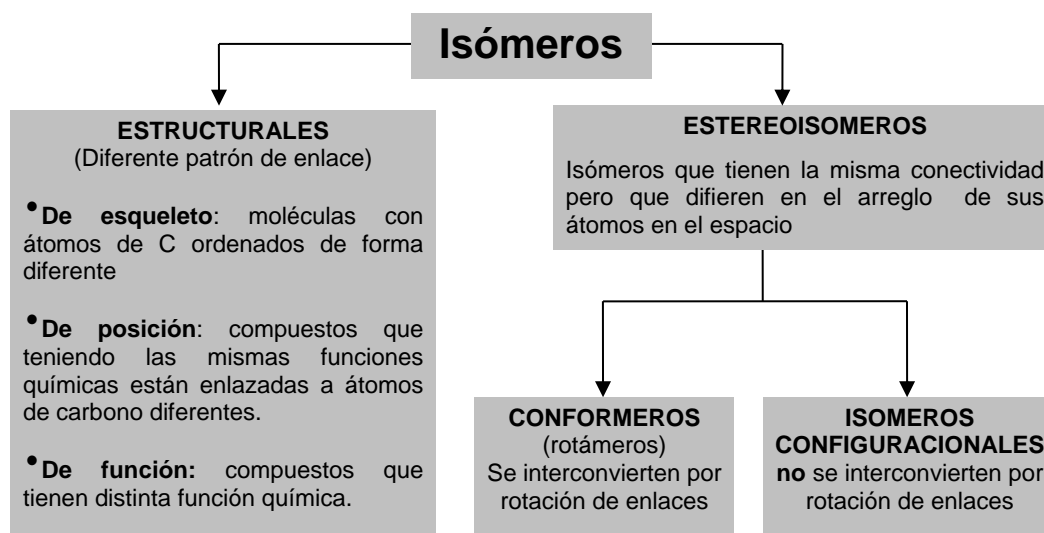 Isómeros
ESTRUCTURALES
(Diferente patrón de enlace)
•De esqueleto: moléculas con
átomos de C ordenados de forma
diferente
•De posición: compuestos que
teniendo las mismas funciones
químicas están enlazadas a átomos
de carbono diferentes.
•De función: compuestos que
tienen distinta función química.
ESTEREOISOMEROS
Isómeros que tienen la misma conectividad
pero que difieren en el arreglo de sus
átomos en el espacio
CONFORMEROS
(rotámeros)
Se interconvierten por
rotación de enlaces
ISOMEROS
CONFIGURACIONALES
no se interconvierten por
rotación de enlaces